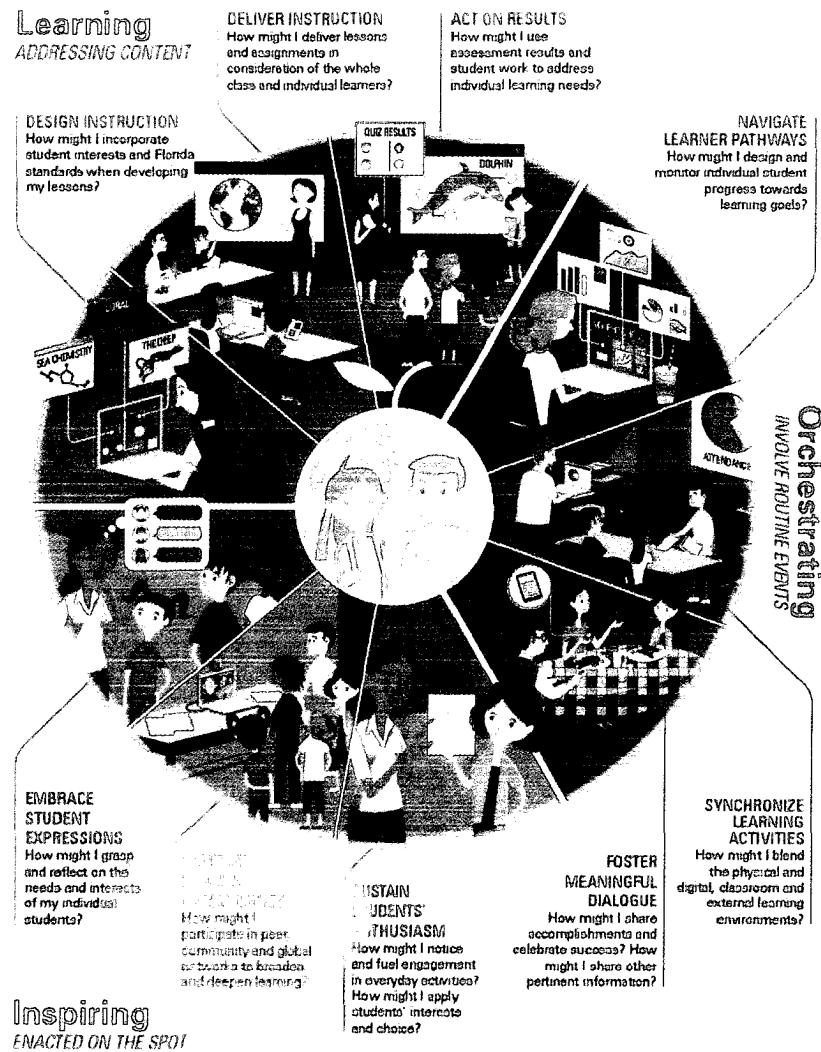 Learning
ADDRESSING CONTENT
DELIVER INSTRUCTION
How might I deliver lessons
and assignments in
consideration of the whole
class and individual learners?
ACT ON RESULTS
How might I use
assessment results and
student work to address
individual learning needs?
DESIGN INSTRUCTION
How might I incorporate
student interests and Florida
standards when developing
my lessons?
NAVIGATE
LEARNER PATHWAYS
How might I design and
monitor individual student
progress towards
learning goals?
QUIZ RESULTS
DOLPHIN
SEA CHEMISTRY
THE DEEP
ATTENDANCE
Orchestrating
INVOLVE ROUTINE EVENTS
EMBRACE
STUDENT
EXPRESSIONS
How might I grasp
and reflect on the
needs and interests
of my individual
students?
How might I
participate in peer,
community and global
networks to broaden
and deepen learning?
SUSTAIN
STUDENTS'
ENTHUSIASM
How might I notice
and fuel engagement
in everyday activities?
How might I apply
students' interests
and choice?
FOSTER
MEANINGFUL
DIALOGUE
How might I share
accomplishments and
celebrate success? How
might I share other
pertinent information?
SYNCHRONIZE
LEARNING
ACTIVITIES
How might I blend
the physical and
digital, classroom and
external learning
environments?
Inspiring
ENACTED ON THE SPOT